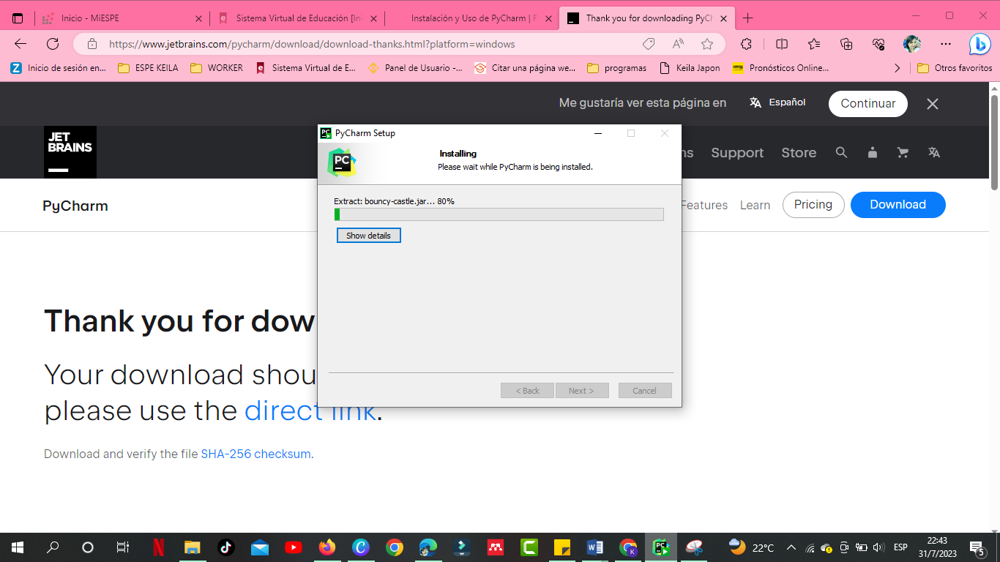 Inicio - MiESPE
Sistema Virtual de Educación [Ini
Instalación y Uso de PyCharm | F
Thank you for downloading PyCh
https://www.jetbrains.com/pycharm/download/download-thanks.html?platform=windows
Inicio de sesión en...
ESPE KEILA
WORKER
Sistema Virtual de E...
Panel de Usuario -...
Citar una página we...
programas
Keila Japon
Pronósticos Online...
Otros favoritos
Me gustaría ver esta página en
Español
Continuar
JET
BRAINS
ns
Support
Store
PyCharm
Features
Learn
Pricing
Download
PyCharm Setup
PC
Installing
Please wait while PyCharm is being installed.
Extract: bouncy-castle.jar... 80%
Show details
< Back
Next >
Cancel
Thank you for dow
Your download shou
please use the direct link.
Download and verify the file SHA-256 checksum.
22°C
ESP
22:43
31/7/2023
5